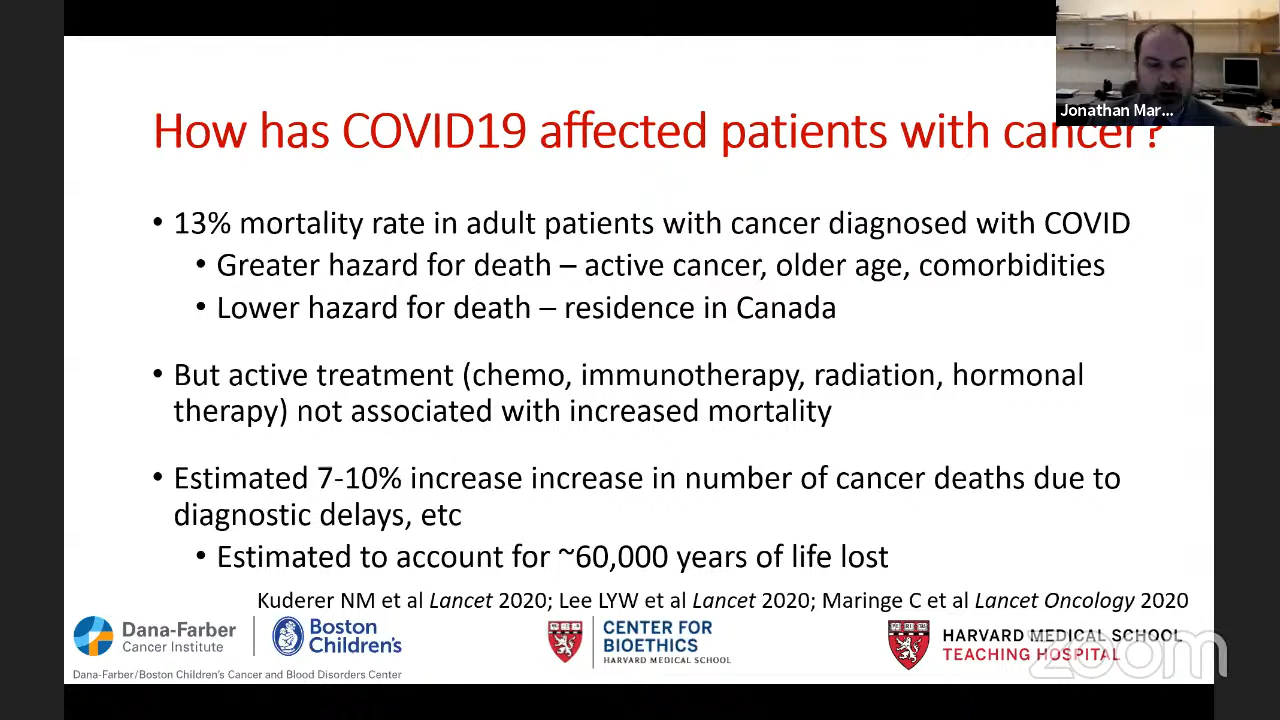 Jonathan Mar...
How has COVID19 affected patients with cancer?
• 13% mortality rate in adult patients with cancer diagnosed with COVID
• Greater hazard for death – active cancer, older age, comorbidities
• Lower hazard for death – residence in Canada
• But active treatment (chemo, immunotherapy, radiation, hormonal
therapy) not associated with increased mortality
• Estimated 7-10% increase increase in number of cancer deaths due to
diagnostic delays, etc
• Estimated to account for ~60,000 years of life lost
Kuderer NM et al Lancet 2020; Lee LYW et al Lancet 2020; Maringe C et al Lancet Oncology 2020
Dana-Farber
Cancer Institute
Boston
Children's
Dana-Farber/Boston Children's Cancer and Blood Disorders Center
CENTER FOR
BIOETHICS
HARVARD MEDICAL SCHOOL
HARVARD MEDICAL SCHOOL
TEACHING HOSPITAL
zoom